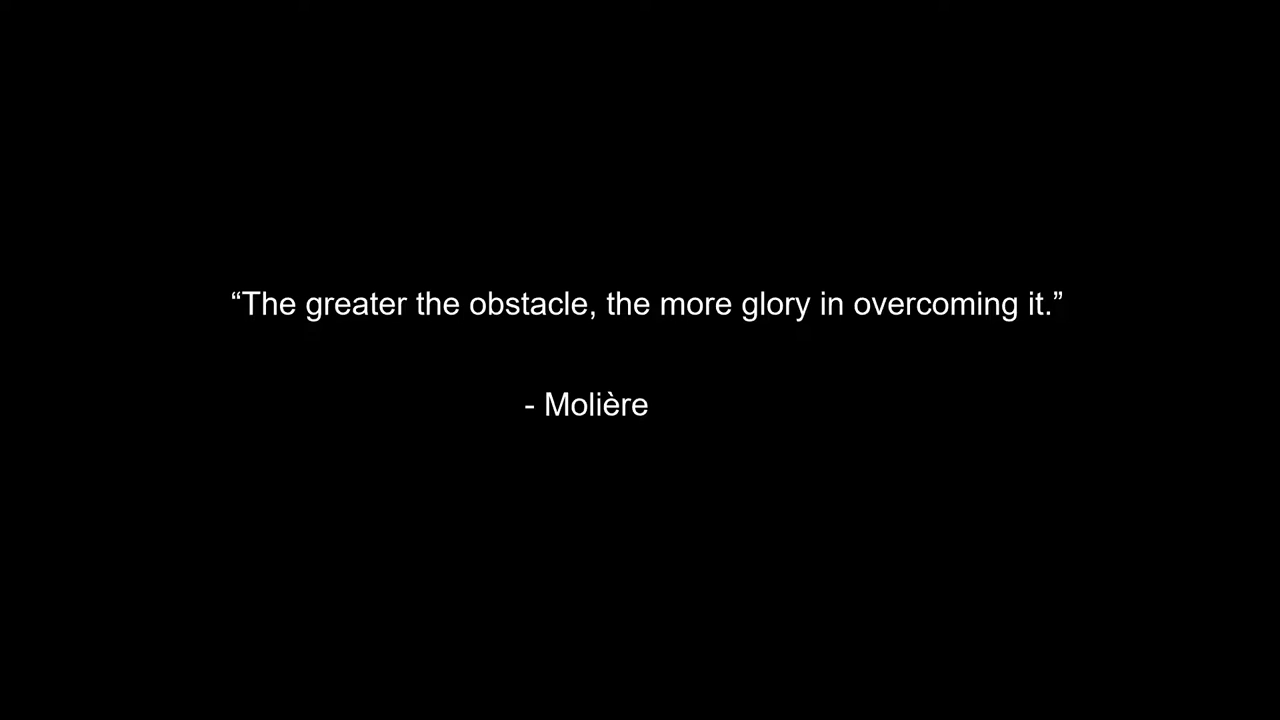 “The greater the obstacle, the more glory in overcoming it.”
- Molière